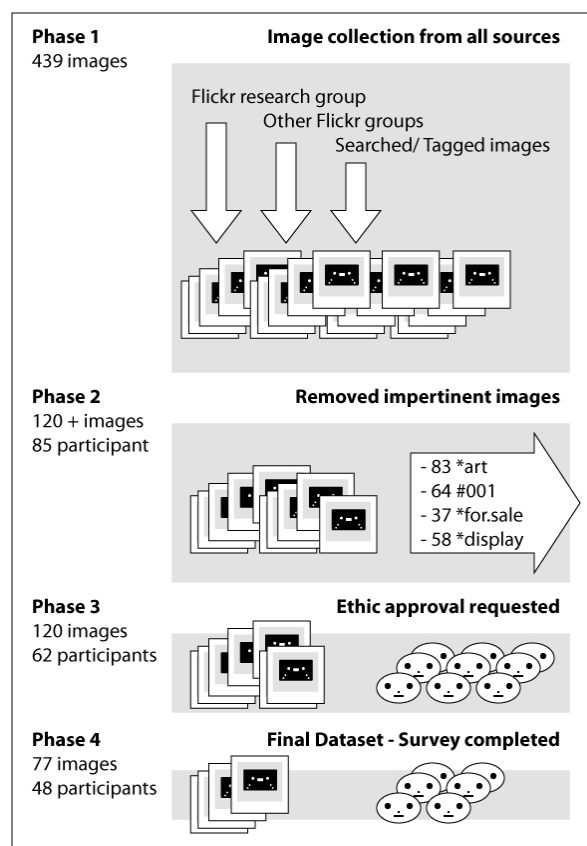 Phase 1
Image collection from all sources
439 images
Flickr research group
Other Flickr groups
Searched/ Tagged images
Phase 2
Removed impertinent images
120 + images
85 participant
- 83 *art
- 64 #001
- 37 *for.sale
- 58 *display
Phase 3
Ethic approval requested
120 images
62 participants
Phase 4
Final Dataset - Survey completed
77 images
48 participants